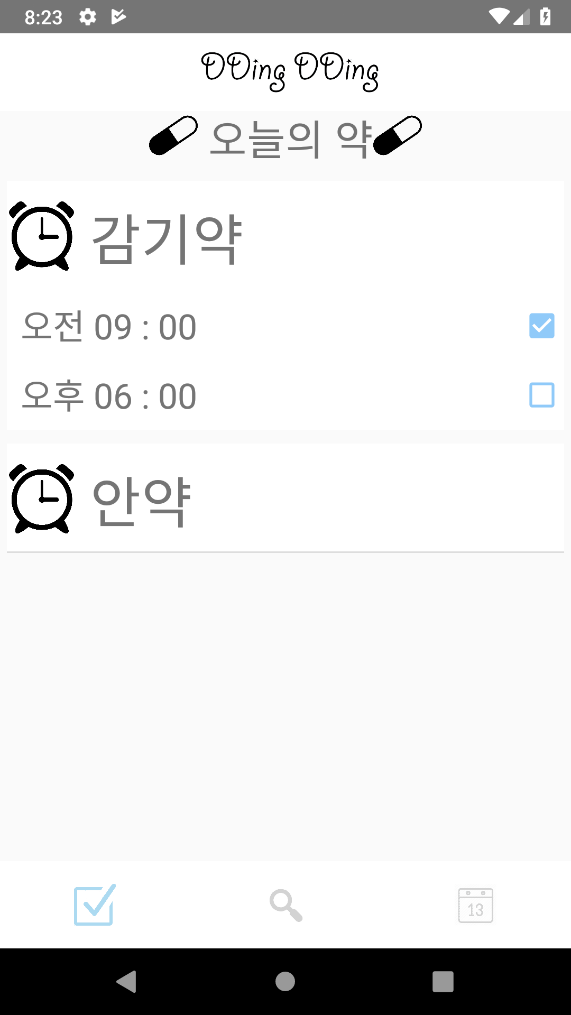 8:23
DDing DDing
오늘의 약
감기약
오전 09 : 00
오후 06 : 00
안약
13